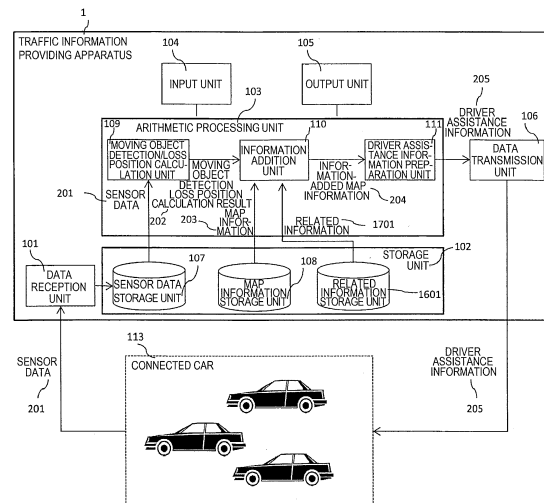 1
TRAFFIC INFORMATION
PROVIDING APPARATUS
104
INPUT UNIT
105
OUTPUT UNIT
103
ARITHMETIC PROCESSING UNIT
109
MOVING OBJECT
DETECTION/LOSS
POSITION CALCU-
LATION UNIT
110
INFORMATION
ADDITION UNIT
111
DRIVER ASSIS-
TANCE INFOR-
MATION PREP-
ARATION UNIT
205
DRIVER
ASSISTANCE
INFORMATION
106
DATA
TRANSMISSION
UNIT
201
SENSOR
DATA
MOVING
OBJECT
DETECTION
LOSS POSITION
CALCULATION RESULT
202
MAP
INFOR-
MATION
203
INFOR-
MATION-
ADDED MAP
INFORMATION
204
RELATED
INFORMATION
1701
101
DATA
RECEPTION
UNIT
STORAGE
UNIT
102
107
SENSOR DATA
STORAGE UNIT
108
MAP
INFORMATION
STORAGE UNIT
RELATED
INFORMATION
STORAGE UNIT
1601
SENSOR
DATA
201
113
CONNECTED CAR
DRIVER
ASSISTANCE
INFORMATION
205